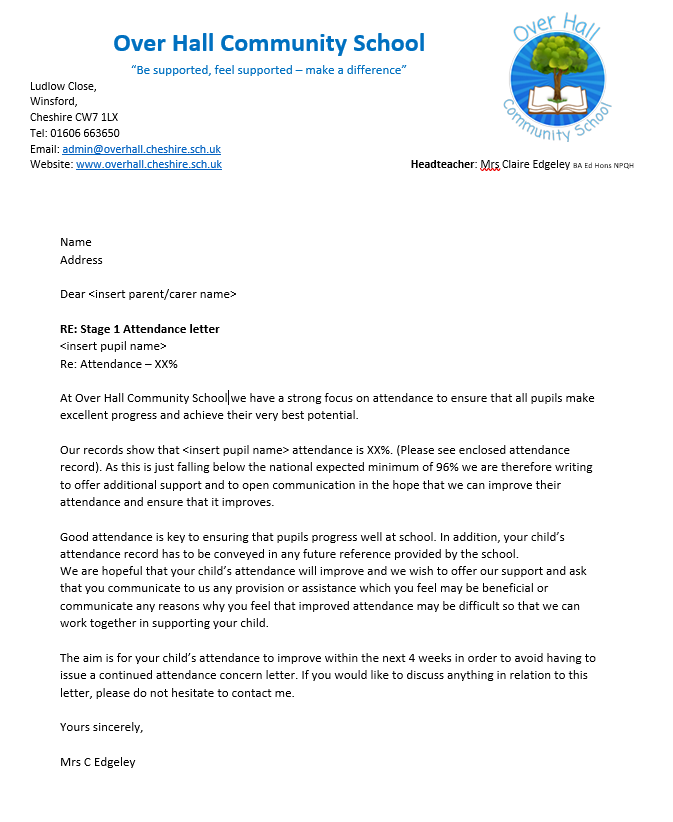 Over Hall Community School
Over Hall
Community School
“Be supported, feel supported – make a difference”
Ludlow Close,
Winsford,
Cheshire CW7 1LX
Tel: 01606 663650
Email: admin@overhall.cheshire.sch.uk
Website: www.overhall.cheshire.sch.uk
Headteacher: Mrs Claire Edgeley BA Ed Hons NPQH
Name
Address
Dear <insert parent/carer name>
RE: Stage 1 Attendance letter
<insert pupil name>
Re: Attendance – XX%
At Over Hall Community School we have a strong focus on attendance to ensure that all pupils make
excellent progress and achieve their very best potential.
Our records show that <insert pupil name> attendance is XX%. (Please see enclosed attendance
record). As this is just falling below the national expected minimum of 96% we are therefore writing
to offer additional support and to open communication in the hope that we can improve their
attendance and ensure that it improves.
Good attendance is key to ensuring that pupils progress well at school. In addition, your child’s
attendance record has to be conveyed in any future reference provided by the school.
We are hopeful that your child’s attendance will improve and we wish to offer our support and ask
that you communicate to us any provision or assistance which you feel may be beneficial or
communicate any reasons why you feel that improved attendance may be difficult so that we can
work together in supporting your child.
The aim is for your child’s attendance to improve within the next 4 weeks in order to avoid having to
issue a continued attendance concern letter. If you would like to discuss anything in relation to this
letter, please do not hesitate to contact me.
Yours sincerely,
Mrs C Edgeley